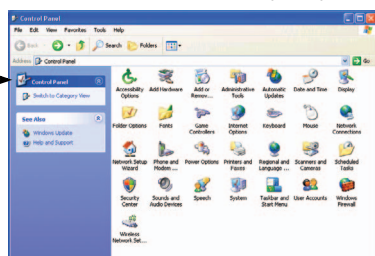 Control Panel
File Edit View Favorites Tools Help
Back Search Folders
Address Control Panel Go
Control Panel
Switch to Category View
See Also
Windows Update
Help and Support
Accessibility Options
Add Hardware
Add or Remov...
Administrative Tools
Automatic Updates
Date and Time
Display
Folder Options
Fonts
Game Controllers
Internet Options
Keyboard
Mouse
Network Connections
Network Setup Wizard
Phone and Modem ...
Power Options
Printers and Faxes
Regional and Language ...
Scanners and Cameras
Scheduled Tasks
Security Center
Sounds and Audio Devices
Speech
System
Taskbar and Start Menu
User Accounts
Windows Firewall
Wireless Network Set...